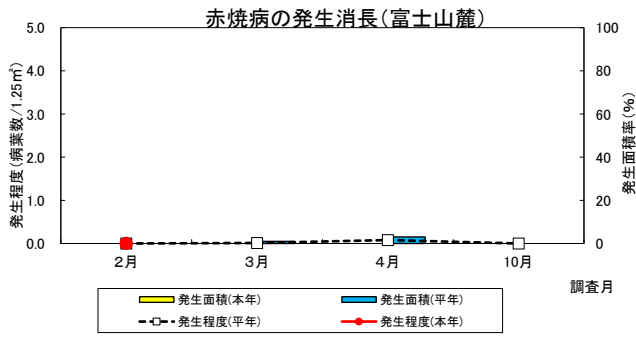 赤焼病の発生消長(富士山麓)
発生程度(病葉数/1.25㎡)
5.0
4.0
3.0
2.0
1.0
0.0
100
80
60
40
20
0
発生面積率(%)
2月 3月 4月 10月
調査月
発生面積(本年) 発生面積(平年)
発生程度(平年) 発生程度(本年)